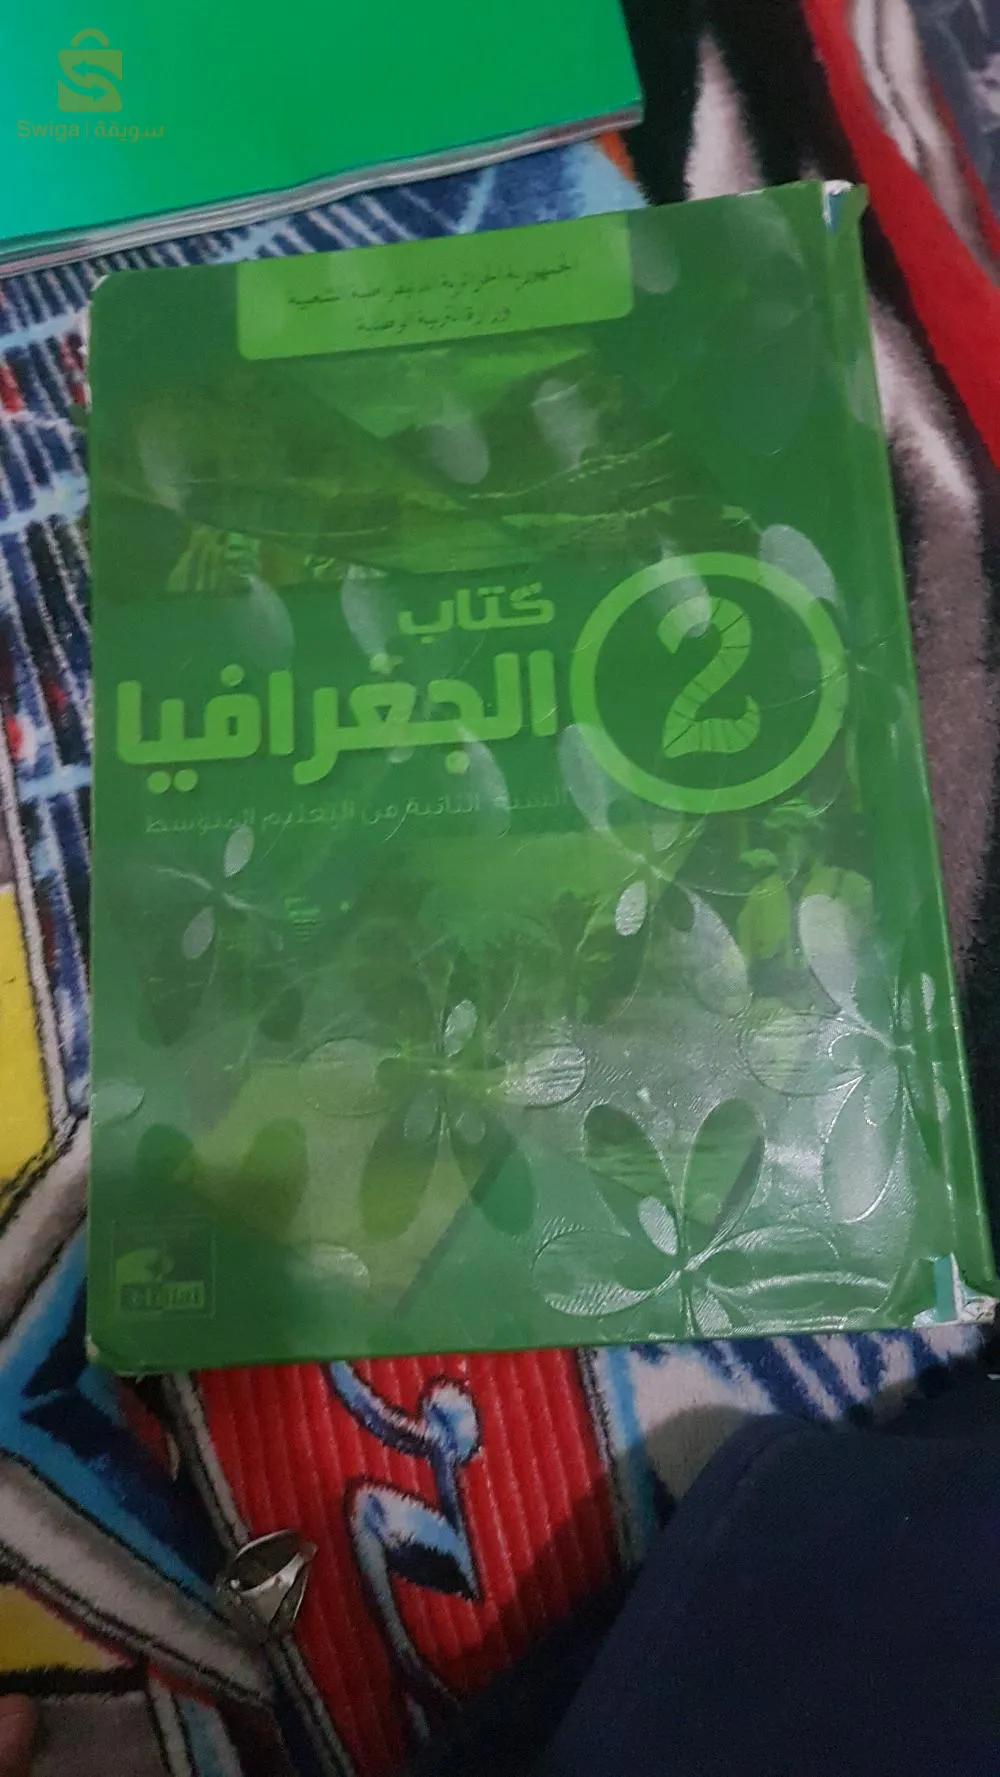 Swiga | سويقة
الجمهورية الجزائرية الديمقراطية الشعبية
وزارة التربية الوطنية
كتاب
الجغرافيا
2
السنة الثانية من التعليم المتوسط